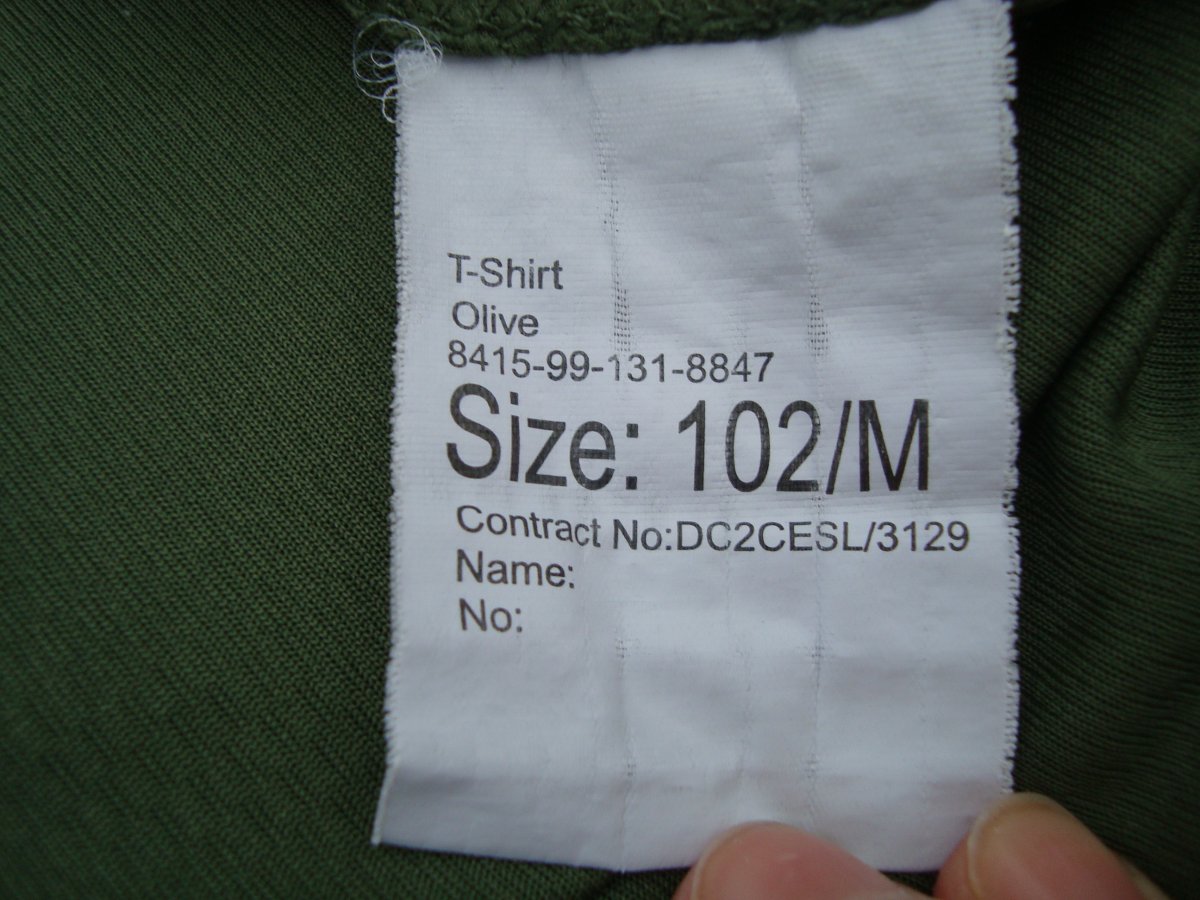 T-Shirt
Olive
8415-99-131-8847
Size: 102/M
Contract No:DC2CESL/3129
Name:
No: